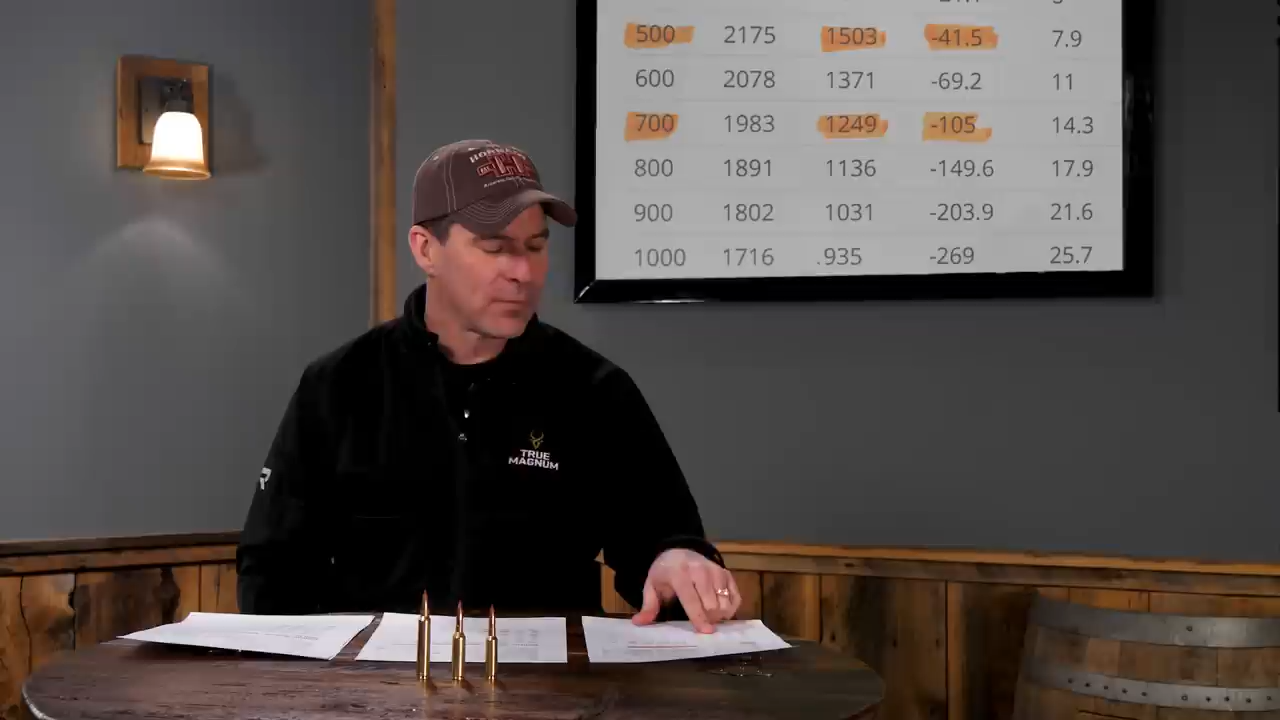 500 2175 1503 -41.5 7.9
600 2078 1371 -69.2 11
700 1983 1249 -105 14.3
800 1891 1136 -149.6 17.9
900 1802 1031 -203.9 21.6
1000 1716 .935 -269 25.7
HORNADY
TRUE
MAGNUM